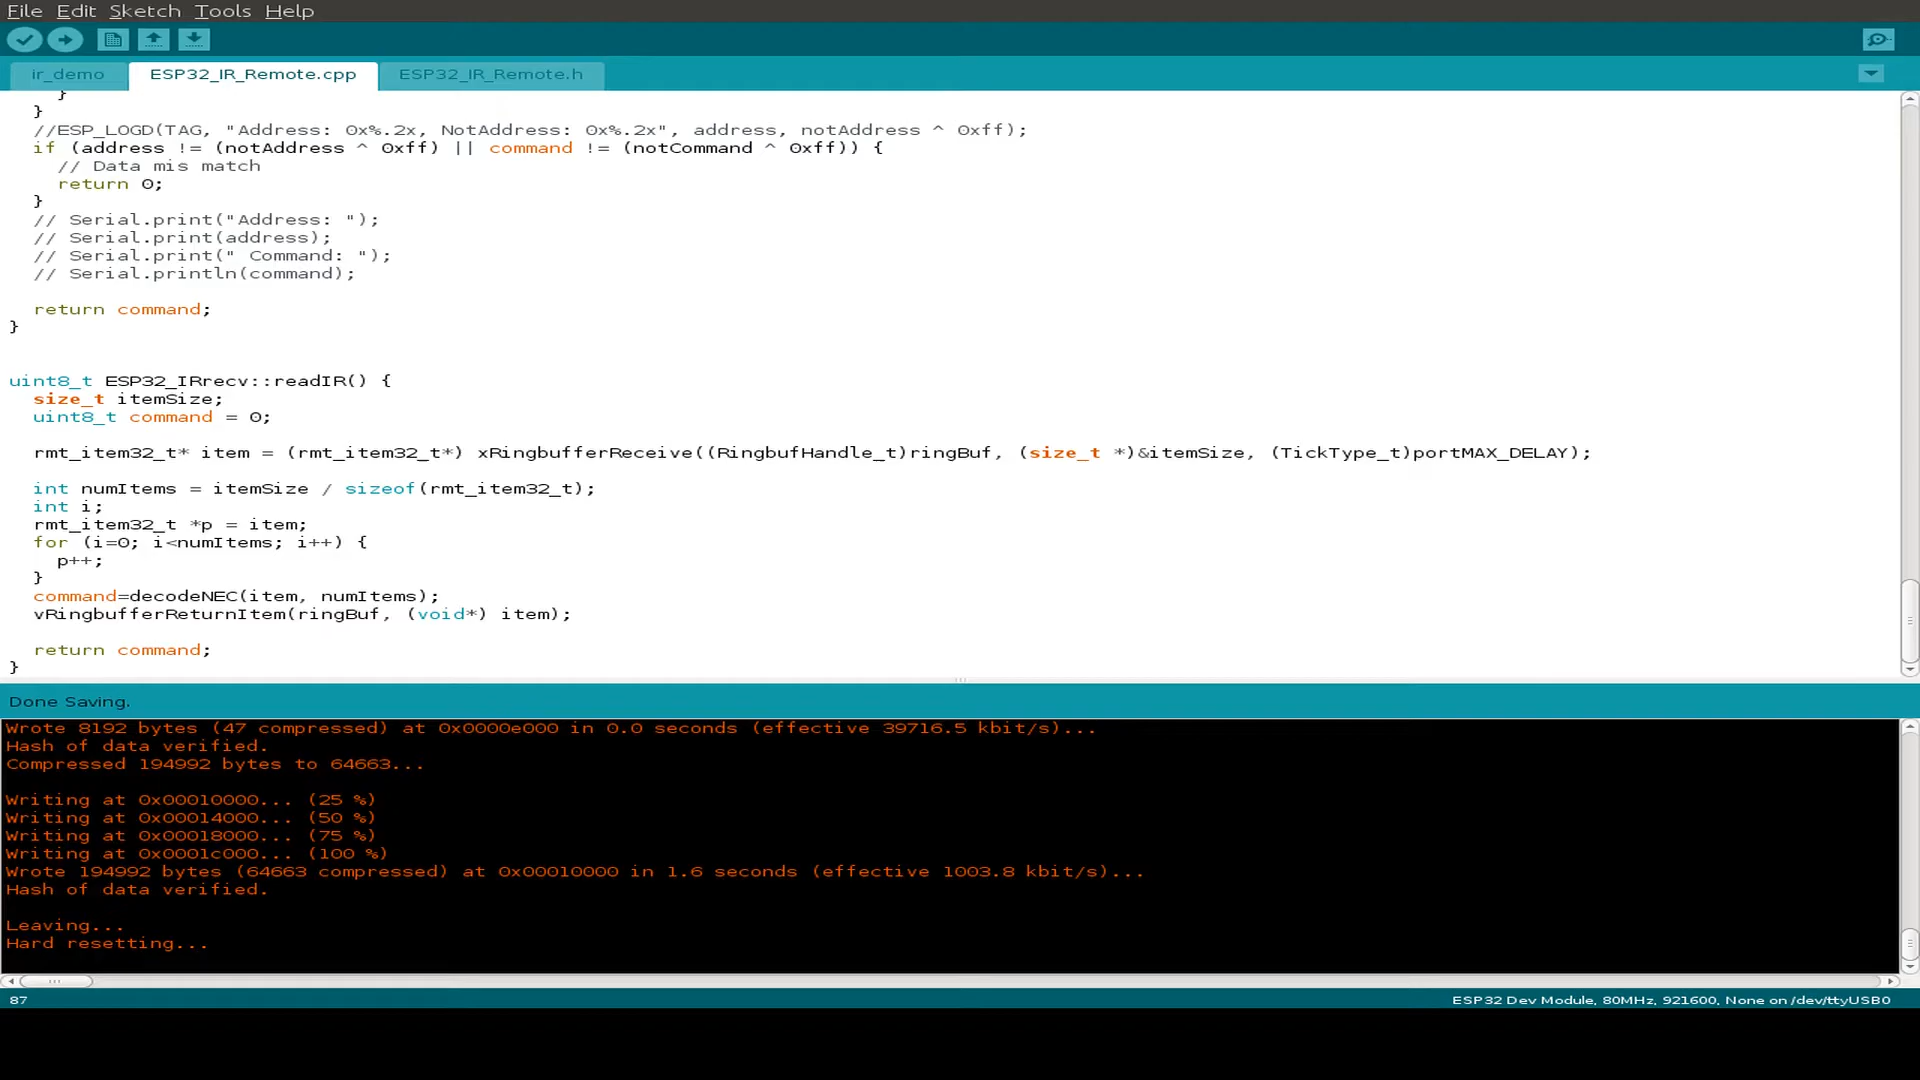 File Edit Sketch Tools Help
ir_demo ESP32_IR_Remote.cpp ESP32_IR_Remote.h
}
}
//ESP_LOGD(TAG, "Address: 0x%.2x, NotAddress: 0x%.2x", address, notAddress ^ 0xff);
if (address != (notAddress ^ 0xff) || command != (notCommand ^ 0xff)) {
// Data mis match
return 0;
}
// Serial.print("Address: ");
// Serial.print(address);
// Serial.print(" Command: ");
// Serial.println(command);
return command;
}
uint8_t ESP32_IRrecv::readIR() {
size_t itemSize;
uint8_t command = 0;
rmt_item32_t* item = (rmt_item32_t*) xRingbufferReceive((RingbufHandle_t)ringBuf, (size_t *)&itemSize, (TickType_t)portMAX_DELAY);
int numItems = itemSize / sizeof(rmt_item32_t);
int i;
rmt_item32_t *p = item;
for (i=0; i<numItems; i++) {
p++;
}
command=decodeNEC(item, numItems);
vRingbufferReturnItem(ringBuf, (void*) item);
return command;
}
Done Saving.
Wrote 8192 bytes (47 compressed) at 0x0000e000 in 0.0 seconds (effective 39716.5 kbit/s)...
Hash of data verified.
Compressed 194992 bytes to 64663...
Writing at 0x00010000... (25 %)
Writing at 0x00014000... (50 %)
Writing at 0x00018000... (75 %)
Writing at 0x0001c000... (100 %)
Wrote 194992 bytes (64663 compressed) at 0x00010000 in 1.6 seconds (effective 1003.8 kbit/s)...
Hash of data verified.
Leaving...
Hard resetting...
87 ESP32 Dev Module, 80MHz, 921600, None on /dev/ttyUSB0